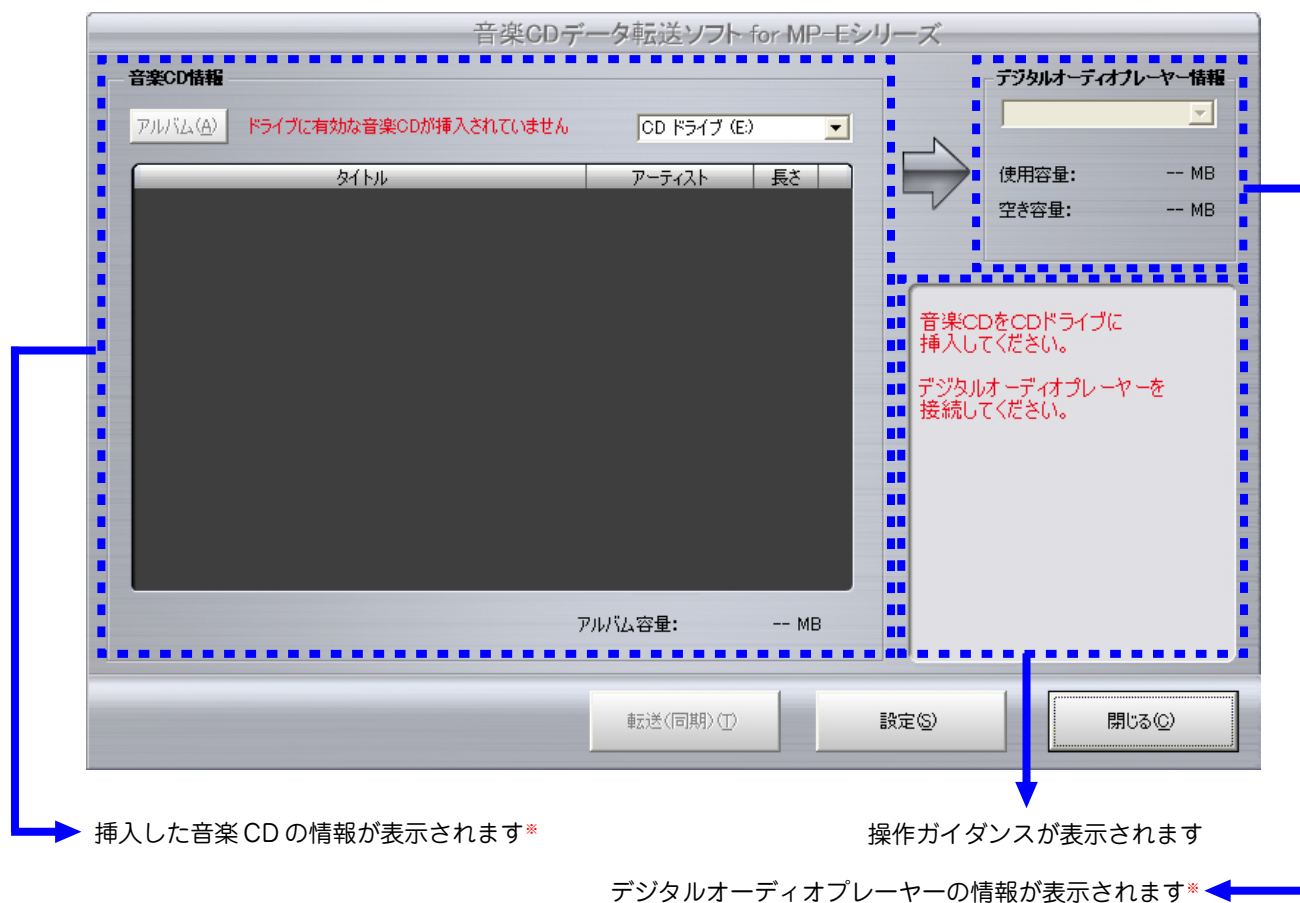 音楽CDデータ転送ソフト for MP-Eシリーズ
音楽CD情報
アルバム(A)
ドライブに有効な音楽CDが挿入されていません
CD ドライブ (E:)
タイトル
アーティスト
長さ
アルバム容量:
-- MB
デジタルオーディオプレーヤー情報
使用容量:
-- MB
空き容量:
-- MB
音楽CDをCDドライブに
挿入してください。
デジタルオーディオプレーヤーを
接続してください。
転送(同期)(T)
設定(S)
閉じる(C)
挿入した音楽 CD の情報が表示されます※
操作ガイダンスが表示されます
デジタルオーディオプレーヤーの情報が表示されます※